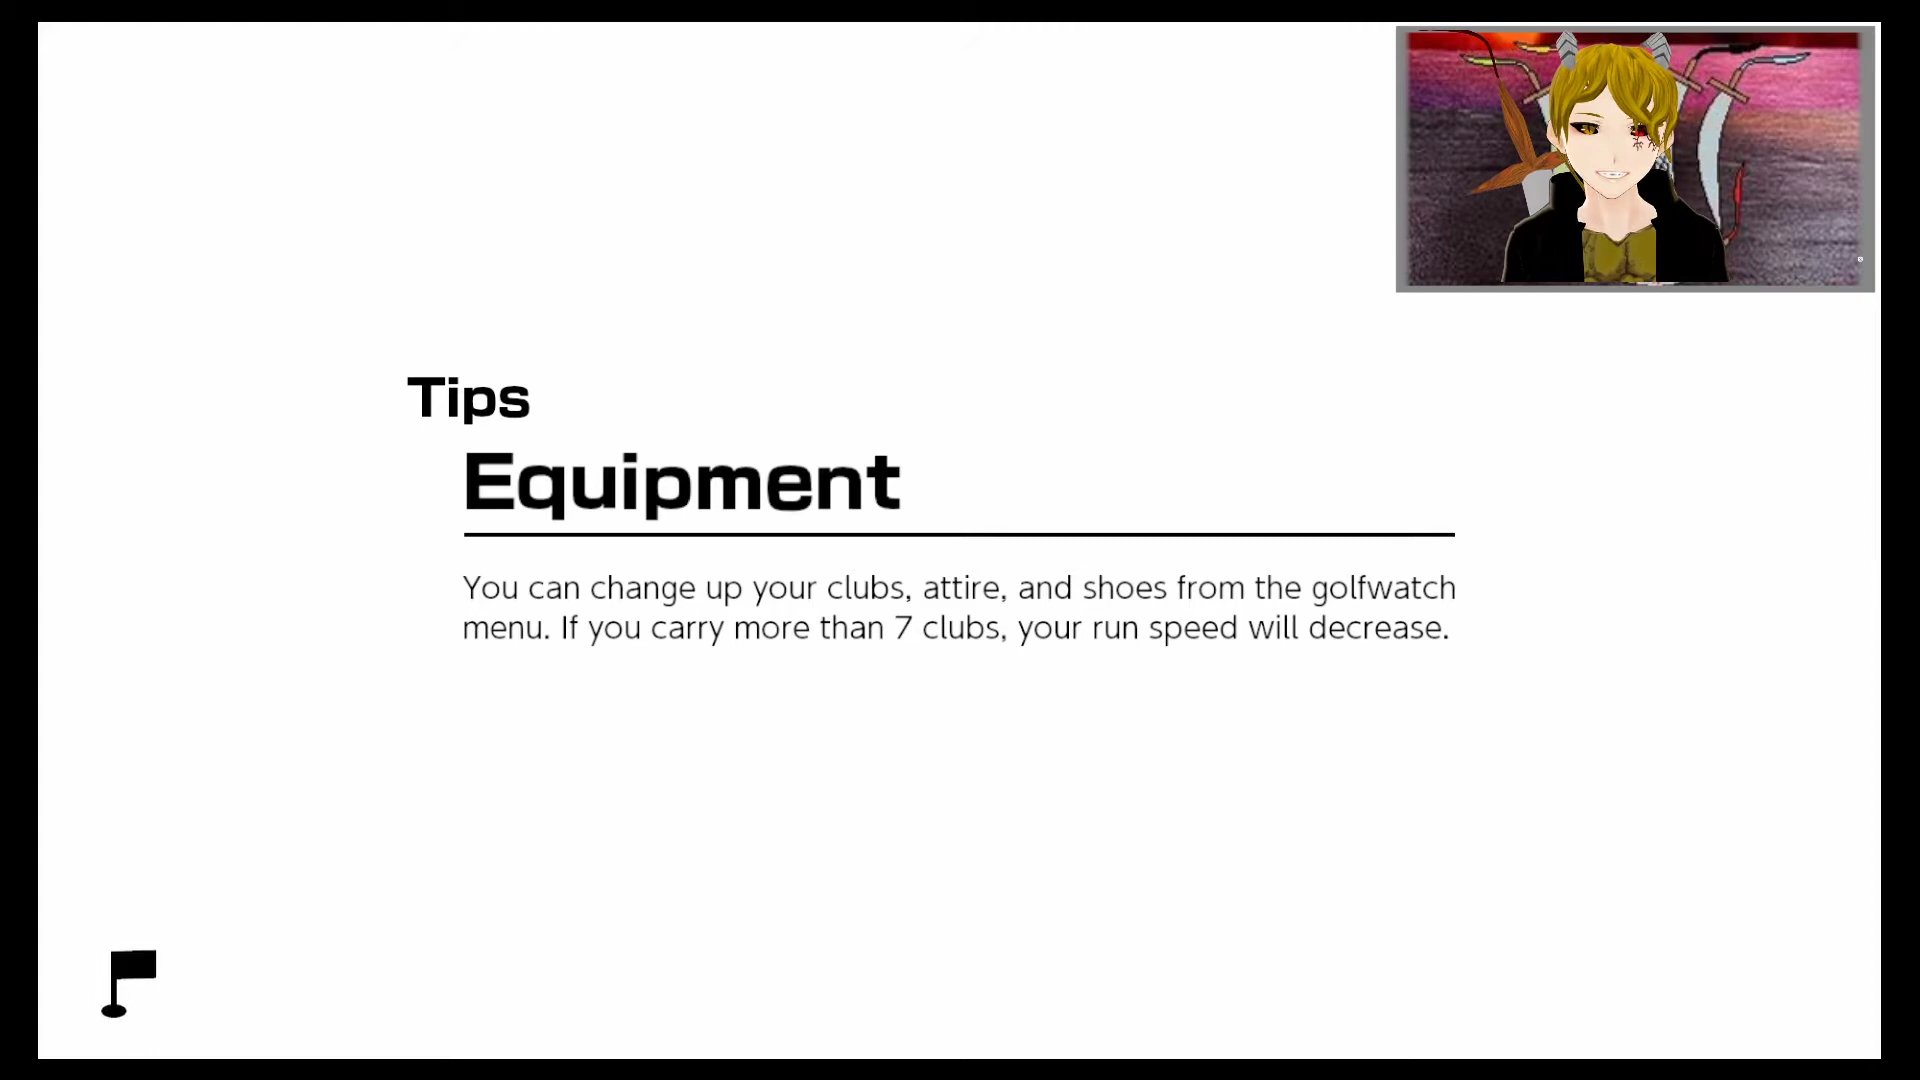 Tips
Equipment
You can change up your clubs, attire, and shoes from the golfwatch
menu. If you carry more than 7 clubs, your run speed will decrease.